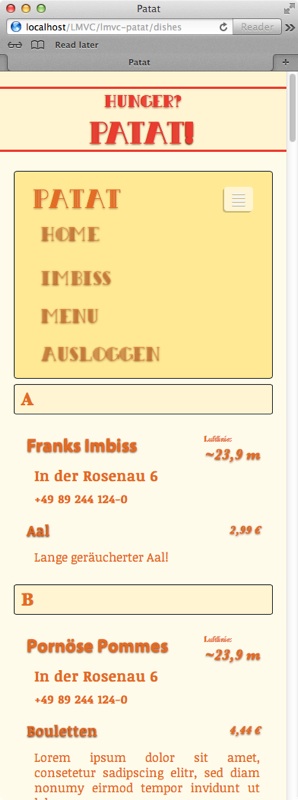 Patat
localhost/LMVC/lmvc-patat/dishes
Reader
Read later
Patat
HUNGER?
PATAT!
PATAT
HOME
IMBISS
MENU
AUSLOGGEN
A
Franks Imbiss
Luftlinie:
~23,9 m
In der Rosenau 6
+49 89 244 124-0
Aal
2,99 €
Lange geräucherter Aal!
B
Pornöse Pommes
Luftlinie:
~23,9 m
In der Rosenau 6
+49 89 244 124-0
Bouletten
4,44 €
Lorem ipsum dolor sit amet,
consetetur sadipscing elitr, sed diam
nonumy eirmod tempor invidunt ut